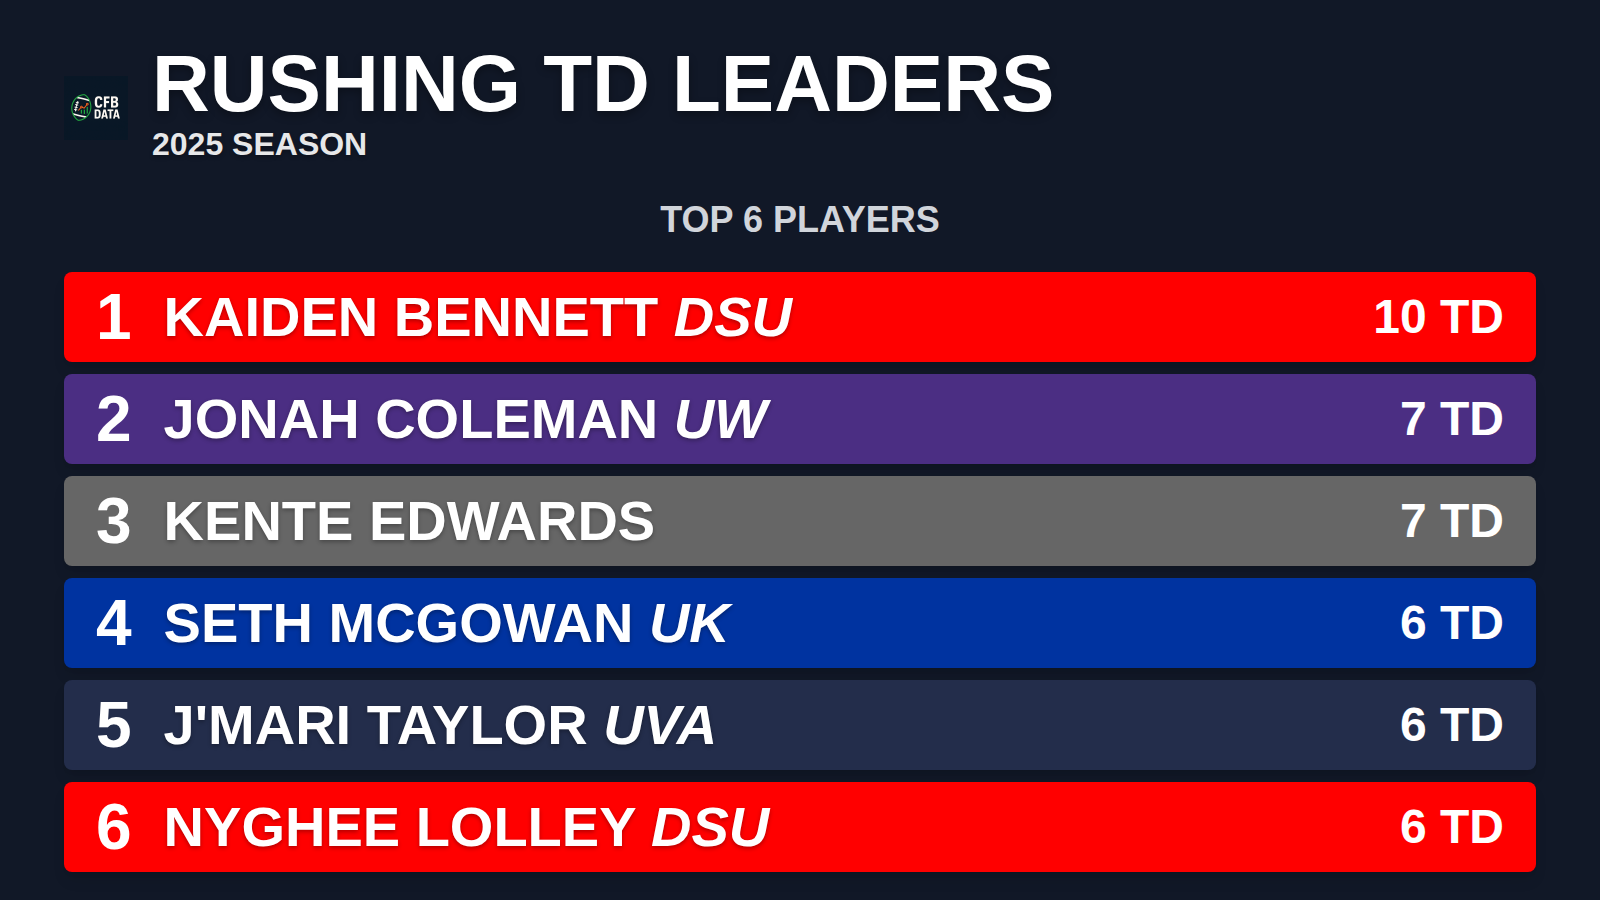 CFB
DATA
RUSHING TD LEADERS
2025 SEASON
TOP 6 PLAYERS
1 KAIDEN BENNETT DSU 10 TD
2 JONAH COLEMAN UW 7 TD
3 KENTE EDWARDS 7 TD
4 SETH MCGOWAN UK 6 TD
5 J'MARI TAYLOR UVA 6 TD
6 NYGHEE LOLLEY DSU 6 TD